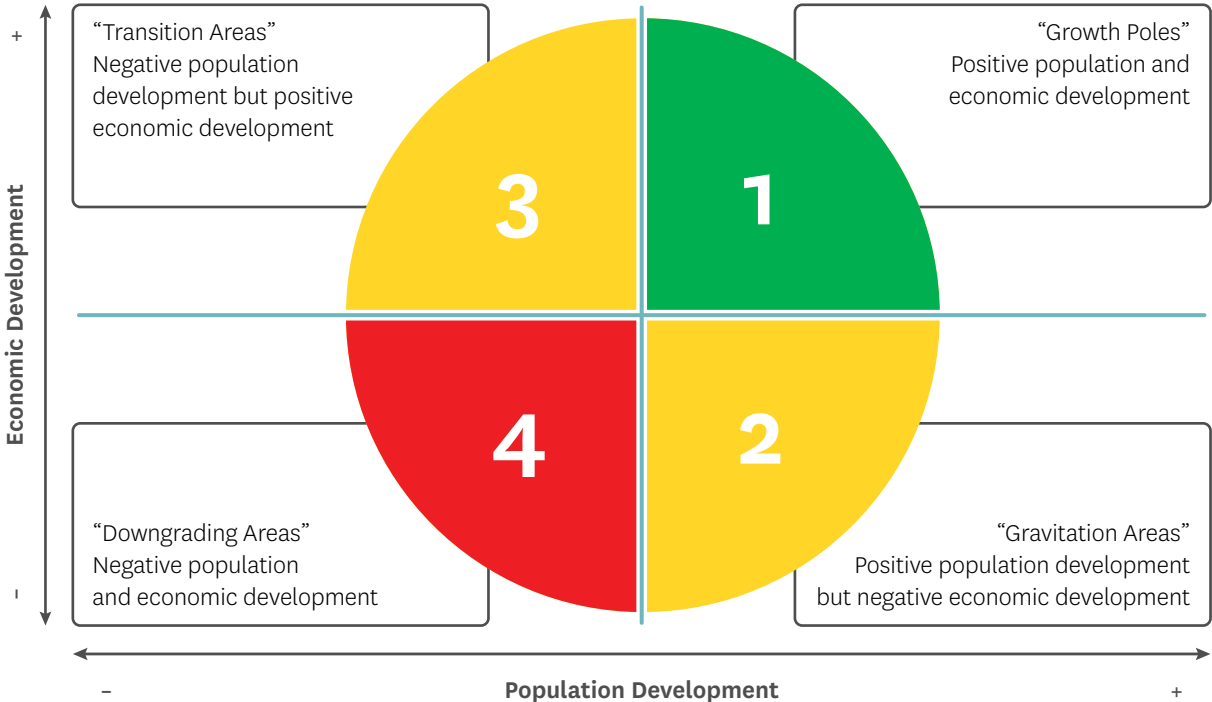 +
“Transition Areas”
Negative population
development but positive
economic development
“Growth Poles”
Positive population and
economic development
3
1
Economic Development
4
2
“Downgrading Areas”
Negative population
and economic development
“Gravitation Areas”
Positive population development
but negative economic development
–
–
Population Development
+